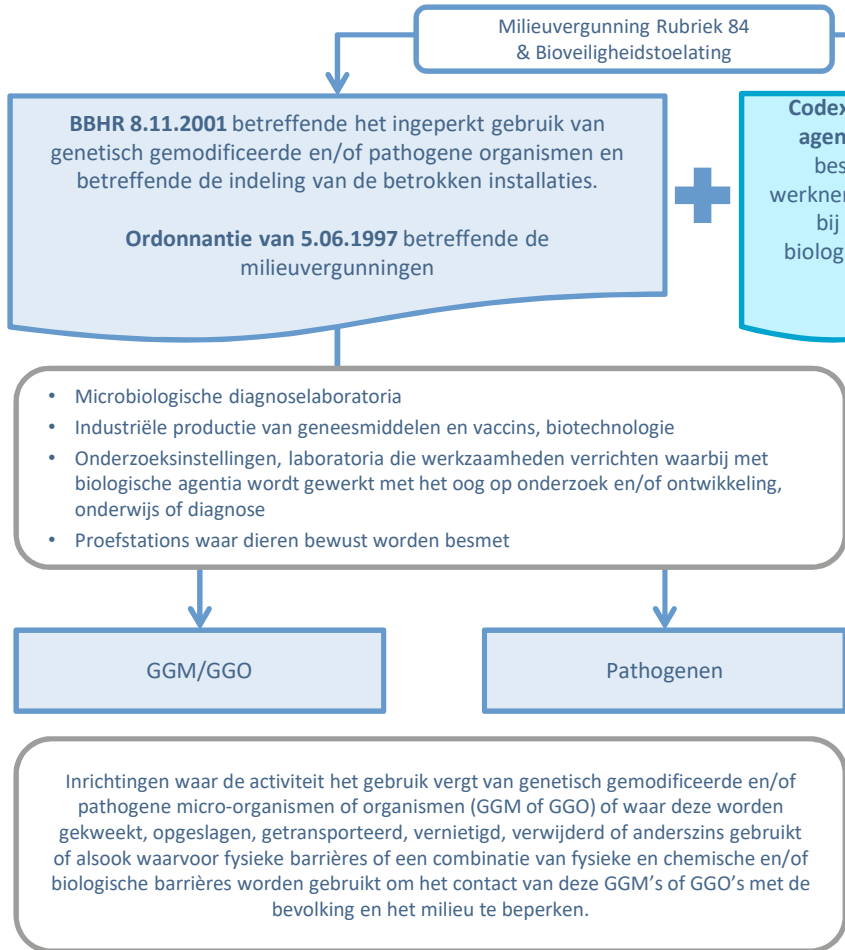 Milieuvergunning Rubriek 84
& Bioveiligheidstoelating
BBHR 8.11.2001 betreffende het ingeperkt gebruik van
genetisch gemodificeerde en/of pathogene organismen en
betreffende de indeling van de betrokken installaties.
Ordonnantie van 5.06.1997 betreffende de
milieuvergunningen
Codex
agen
bes
werkner
bij
biolog
• Microbiologische diagnoselaboratoria
• Industriële productie van geneesmiddelen en vaccins, biotechnologie
• Onderzoeksinstellingen, laboratoria die werkzaamheden verrichten waarbij met
biologische agentia wordt gewerkt met het oog op onderzoek en/of ontwikkeling,
onderwijs of diagnose
• Proefstations waar dieren bewust worden besmet
GGM/GGO
Pathogenen
Inrichtingen waar de activiteit het gebruik vergt van genetisch gemodificeerde en/of
pathogene micro-organismen of organismen (GGM of GGO) of waar deze worden
gekweekt, opgeslagen, getransporteerd, vernietigd, verwijderd of anderszins gebruikt
of alsook waarvoor fysieke barrières of een combinatie van fysieke en chemische en/of
biologische barrières worden gebruikt om het contact van deze GGM's of GGO's met de
bevolking en het milieu te beperken.